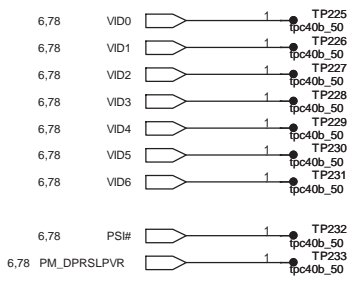 6,78 VID0 1 TP225
tpc40b_50
6,78 VID1 1 TP226
tpc40b_50
6,78 VID2 1 TP227
tpc40b_50
6,78 VID3 1 TP228
tpc40b_50
6,78 VID4 1 TP229
tpc40b_50
6,78 VID5 1 TP230
tpc40b_50
6,78 VID6 1 TP231
tpc40b_50
6,78 PSI# 1 TP232
tpc40b_50
6,78 PM_DPRSLPVR 1 TP233
tpc40b_50